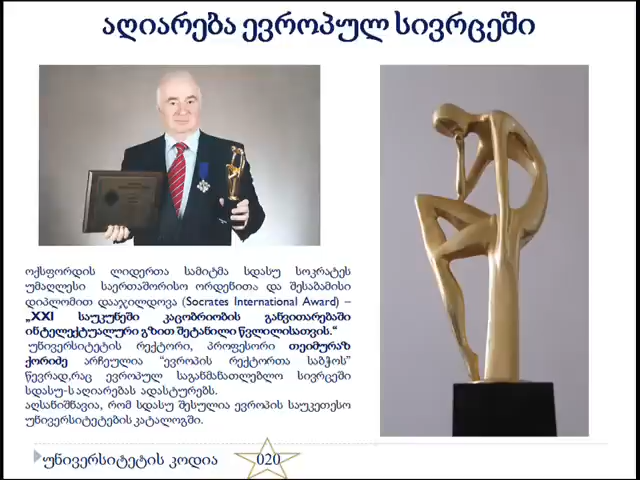 აღიარება ევროპულ სივრცეში
ოქსფორდის ლიდერთა სამიტმა სდასუ სოკრატეს
უმაღლესი საერთაშორისო ორდენითა და შესაბამისი
დიპლომით დააჯილდოვა (Socrates International Award) –
„XXI საუკუნეში კაცობრიობის განვითარებაში
ინტელექტუალური გზით შეტანილი წვლილისათვის.“
უნივერსიტეტის რექტორი, პროფესორი თეიმურაზ
ქორიძე არჩეულია “ევროპის რექტორთა საბჭოს”
წევრად,რაც ევროპულ საგანმანათლებლო სივრცეში
სდასუ-ს აღიარებას ადასტურებს.
აღსანიშნავია, რომ სდასუ შესულია ევროპის საუკეთესო
უნივერსიტეტების კატალოგში.
უნივერსიტეტის კოდია 020